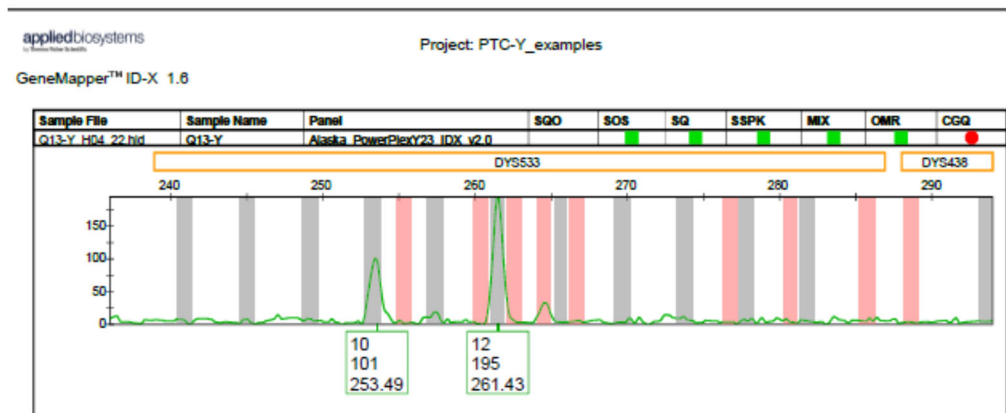 appliedbiosystems
Project: PTC-Y_examples
GeneMapper™ ID-X 1.6
Sample File Sample Name Panel SQO SOS SQ SSPK MIX OMR CGQ
Q13-Y_H04_22.hid Q13-Y Alaska_PowerPlexY23_IDX_v2.0
DYS533 DYS438
240 250 260 270 280 290
150
100
50
0
10 12
101 195
253.49 261.43